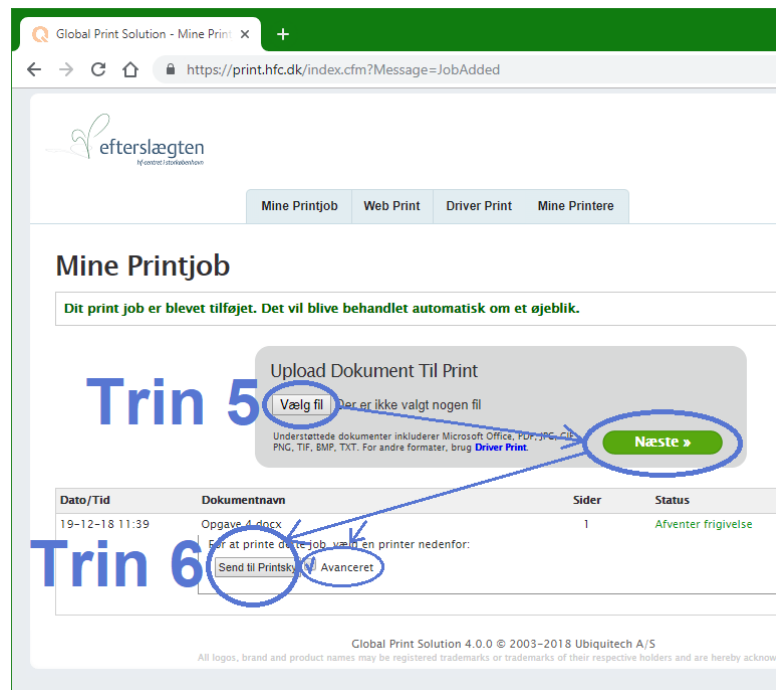 Global Print Solution - Mine Print
https://print.hfc.dk/index.cfm?Message=JobAdded
efterslægten
hf-centret i storkøbenhavn
Mine Printjob Web Print Driver Print Mine Printere
Mine Printjob
Dit print job er blevet tilføjet. Det vil blive behandlet automatisk om et øjeblik.
Upload Dokument Til Print
Trin 5
Vælg fil Der er ikke valgt nogen fil
Understøttede dokumenter inkluderer Microsoft Office, PDF, JPG, GIF,
PNG, TIF, BMP, TXT. For andre formater, brug Driver Print.
Næste »
Dato/Tid Dokumentnavn Sider Status
19-12-18 11:39 Opgave 4.docx 1 Afventer frigivelse
For at printe dette job, vælg en printer nedenfor:
Trin 6
Send til Printsky Avanceret
Global Print Solution 4.0.0 © 2003-2018 Ubiquitech A/S
All logos, brand and product names may be registered trademarks or trademarks of their respective holders and are hereby acknow